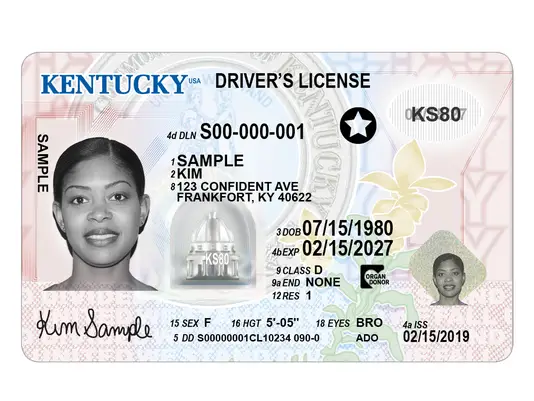 KENTUCKY USA DRIVER'S LICENSE
KS80
4d DLN S00-000-001
SAMPLE
1 SAMPLE
2 KIM
8 123 CONFIDENT AVE
FRANKFORT, KY 40622
3 DOB 07/15/1980
4b EXP 02/15/2027
KS80
9 CLASS D
9a END NONE
ORGAN DONOR
12 RES 1
Kim Sample
15 SEX F 16 HGT 5'-05" 18 EYES BRO 4a ISS
5 DD S00000001CL10234 090-0 ADO 02/15/2019